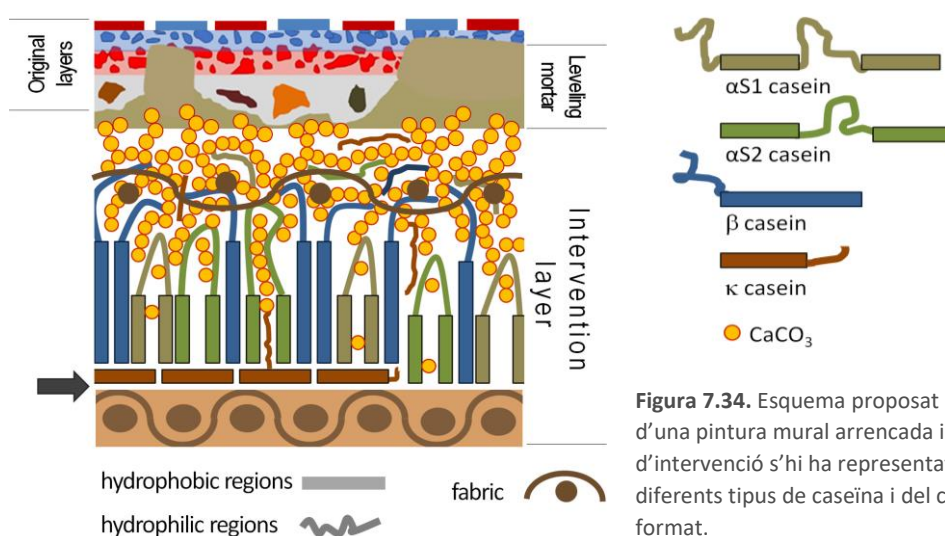 Original
layers
Leveling
mortar
Intervention
layer
hydrophobic regions
hydrophilic regions
fabric
αS1 casein
αS2 casein
β casein
κ casein
CaCO3
Figura 7.34. Esquema proposat
d’una pintura mural arrencada i
d’intervenció s’hi ha representat
diferents tipus de caseïna i del c
format.